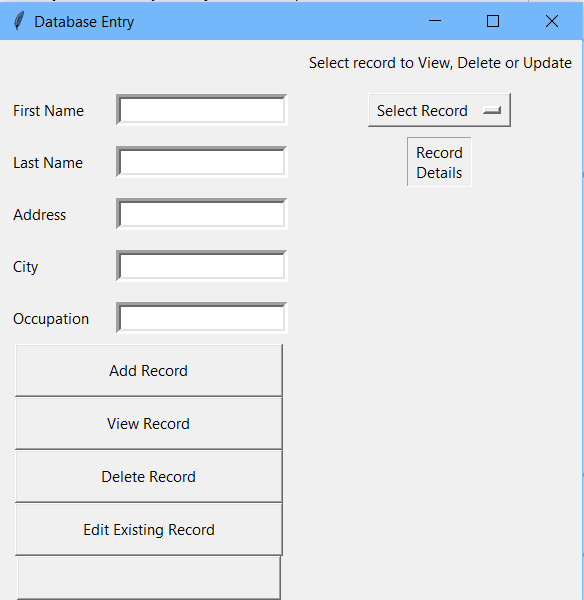 Database Entry
Select record to View, Delete or Update
First Name
Select Record
Last Name
Record
Details
Address
City
Occupation
Add Record
View Record
Delete Record
Edit Existing Record